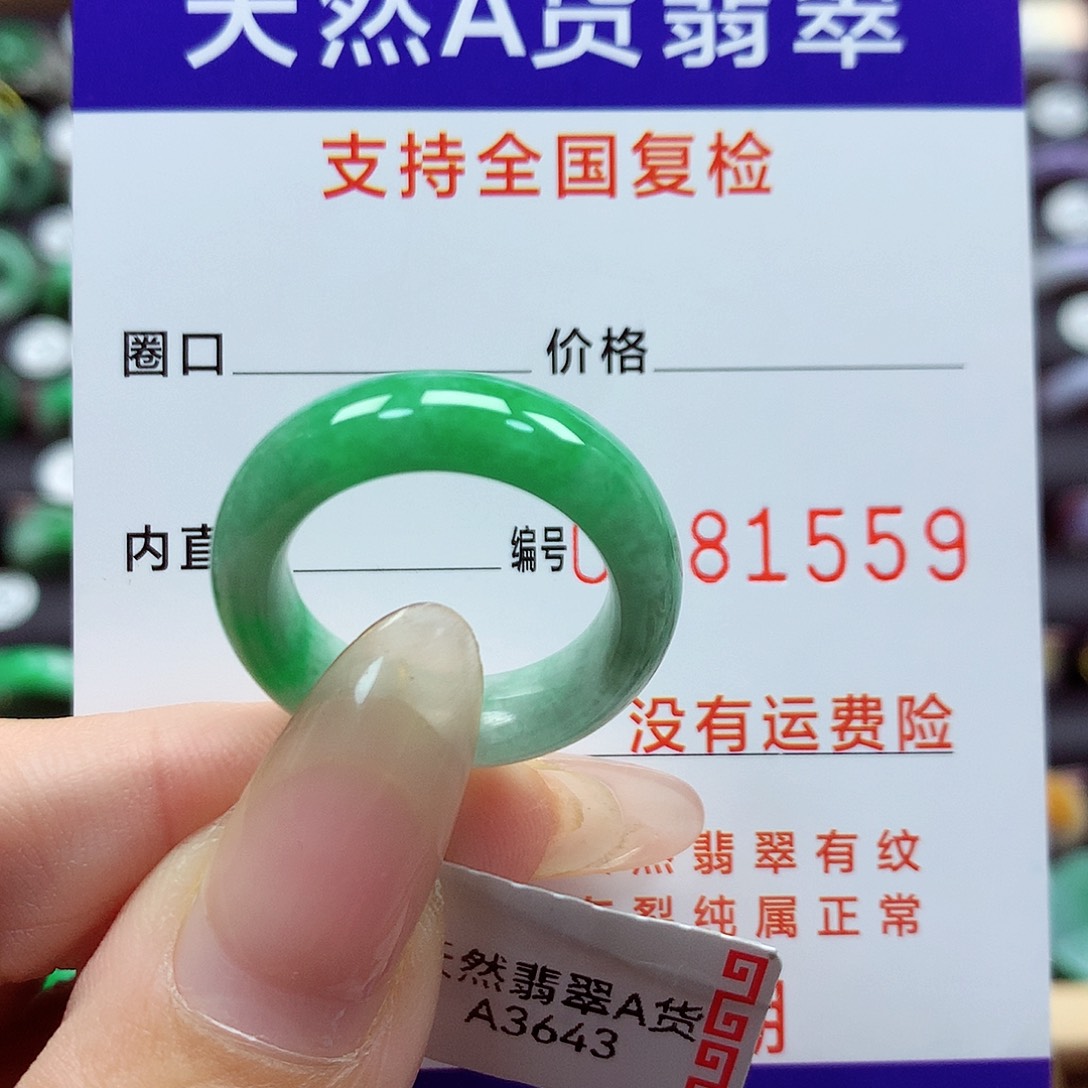 天然A货翡翠
支持全国复检
圈口 价格
内直 编号 81559
没有运费险
然翡翠有纹
裂纯属正常
天然翡翠A货
A3643